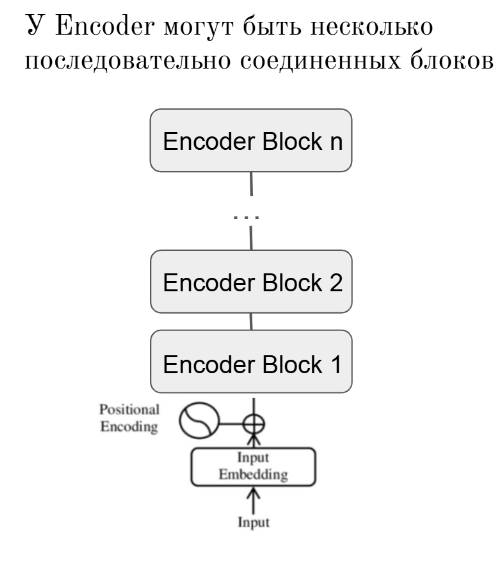 У Encoder могут быть несколько
последовательно соединенных блоков
Encoder Block n
...
Encoder Block 2
Encoder Block 1
Positional
Encoding
Input
Embedding
Input